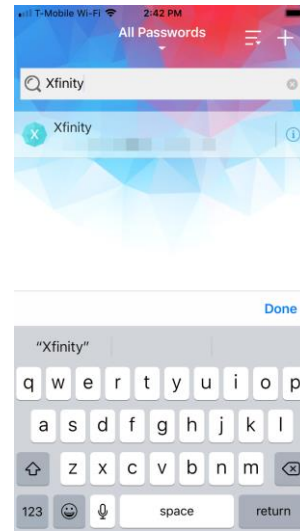 T-Mobile Wi-Fi 2:42 PM
All Passwords
Xfinity
X Xfinity
Done
“Xfinity”
q w e r t y u i o p
a s d f g h j k l
z x c v b n m
123 space return